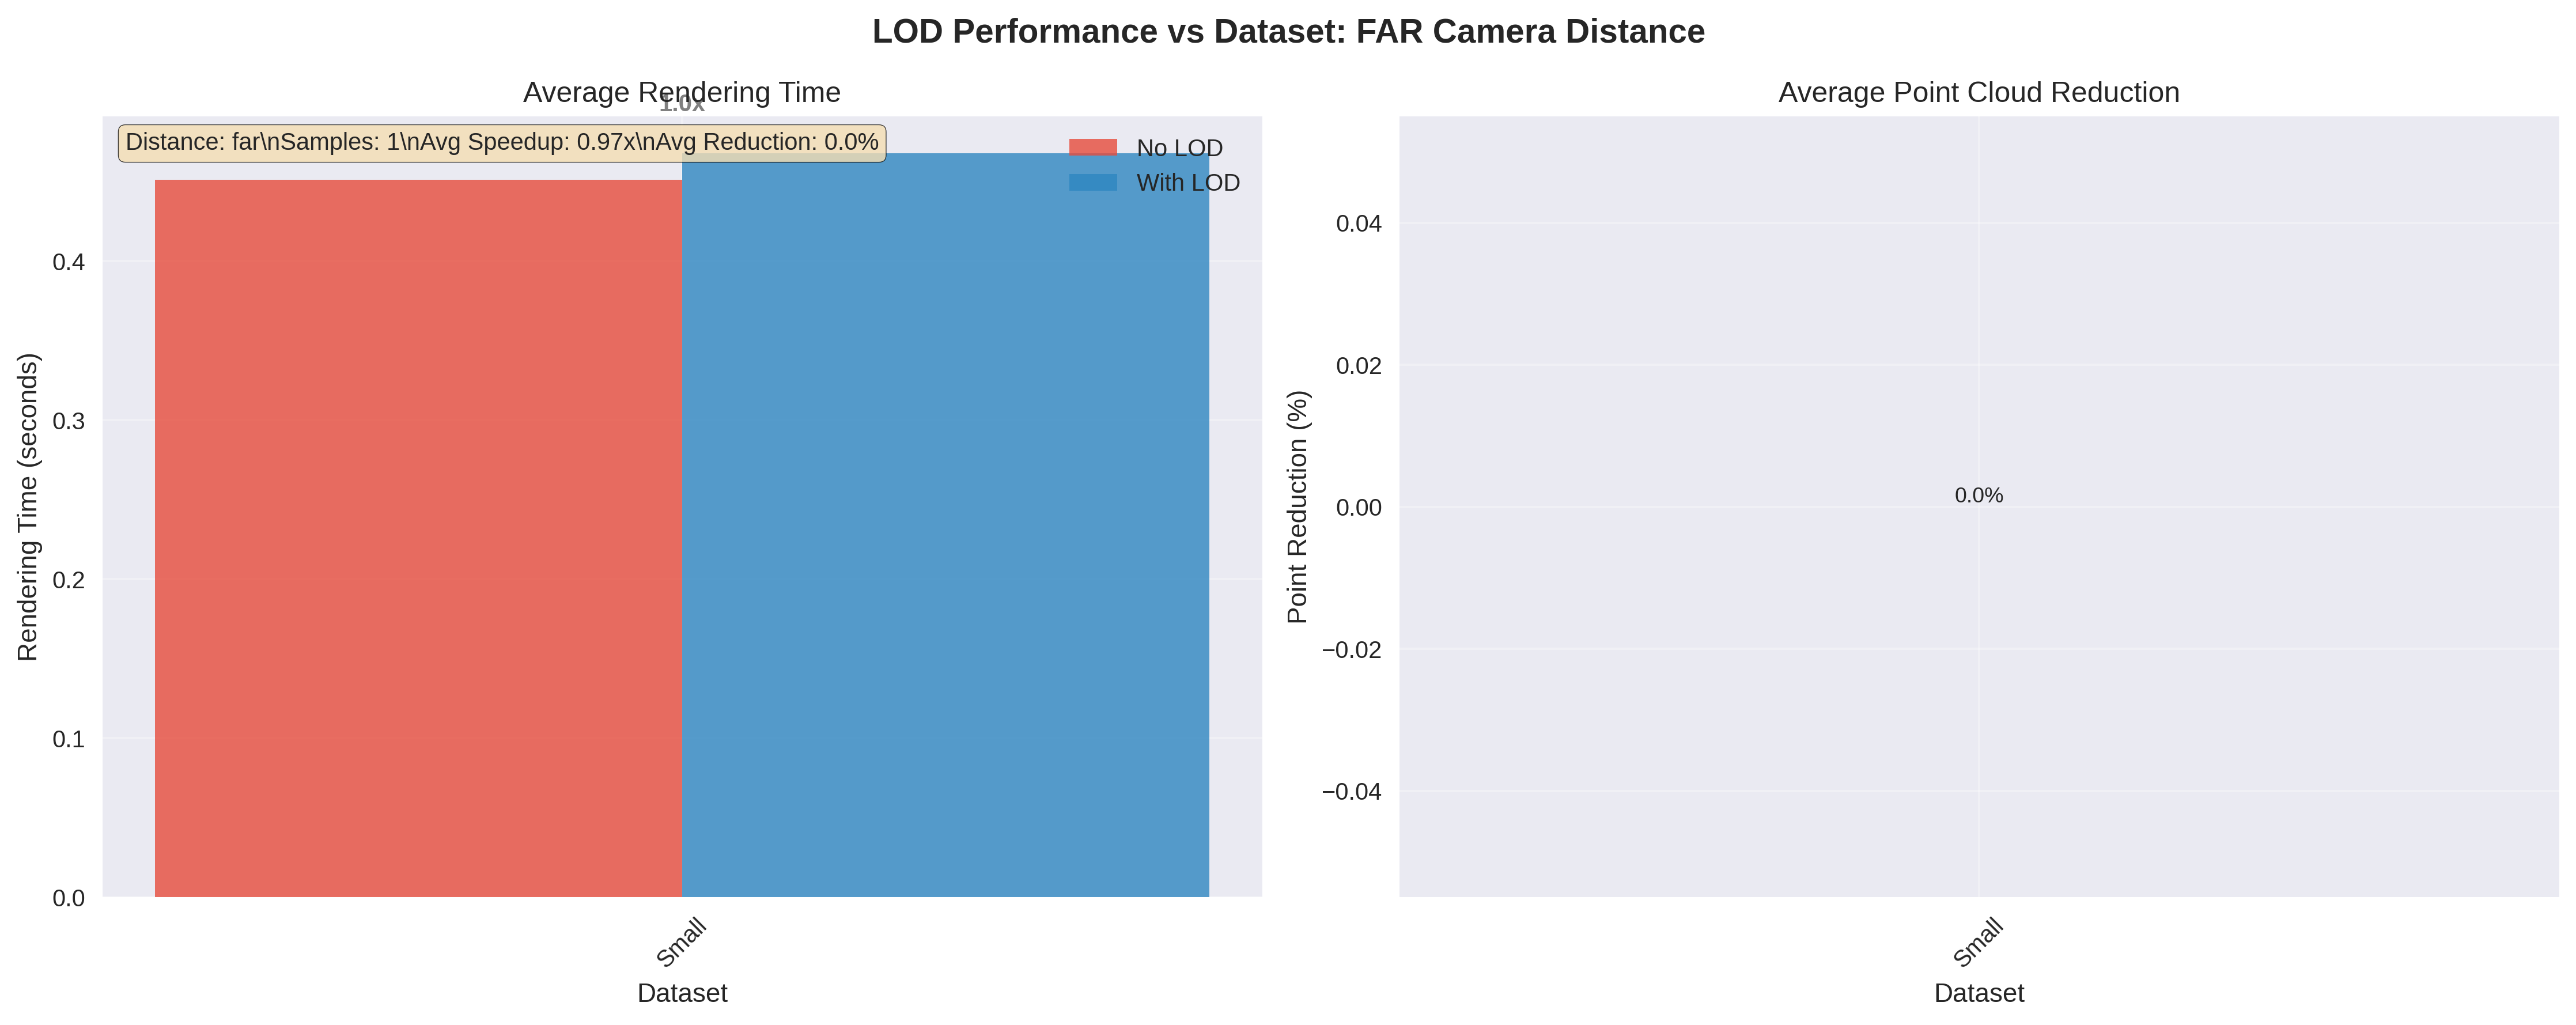 LOD Performance vs Dataset: FAR Camera Distance
Average Rendering Time
1.0x
Distance: far\nSamples: 1\nAvg Speedup: 0.97x\nAvg Reduction: 0.0%
No LOD
With LOD
Rendering Time (seconds)
0.4
0.3
0.2
0.1
0.0
Small
Dataset
Average Point Cloud Reduction
Point Reduction (%)
0.04
0.02
0.00
−0.02
−0.04
0.0%
Small
Dataset